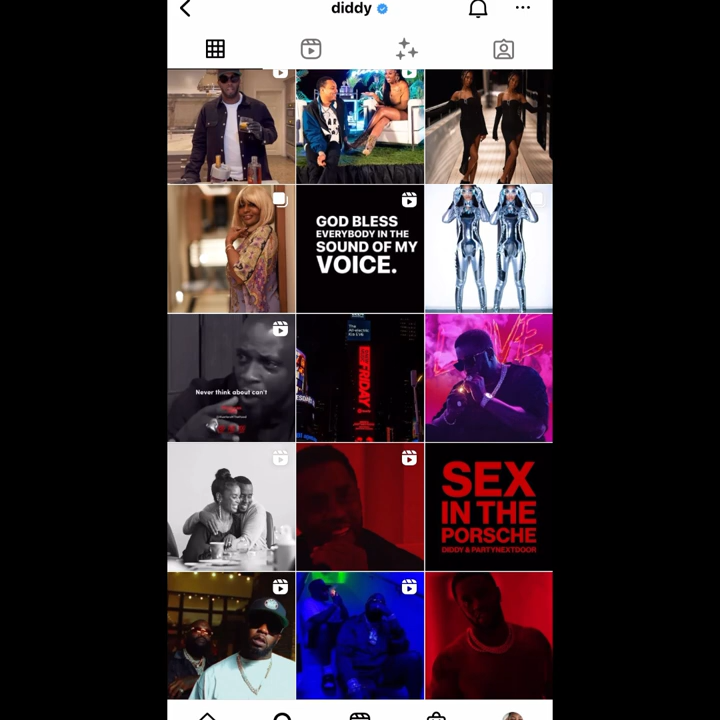 diddy
GOD BLESS
EVERYBODY IN THE
SOUND OF MY
VOICE.
Never think about can't
FRIDAY
SEX
IN THE
PORSCHE
DIDDY & PARTYNEXTDOOR